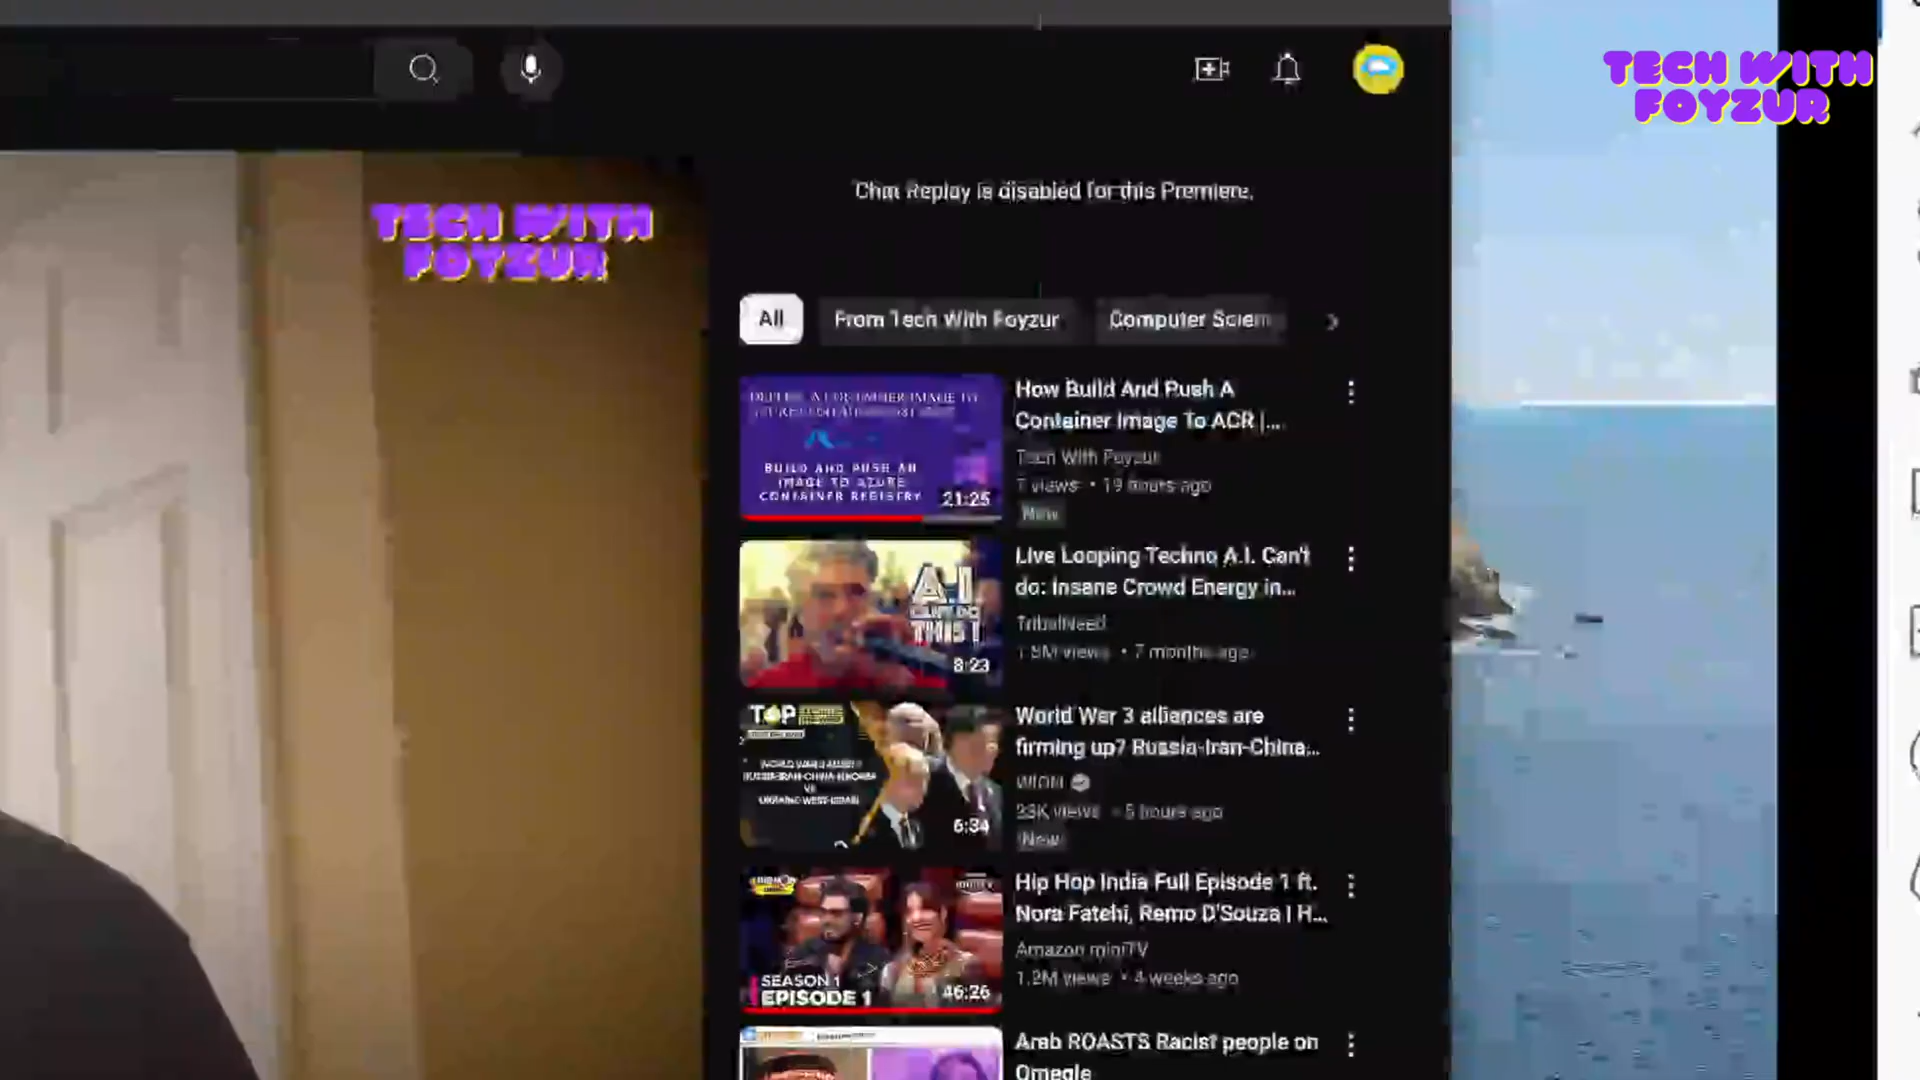 TECH WITH
FOYZUR
Chat Replay is disabled for this Premiere.
TECH WITH
FOYZUR
All
From Tech With Foyzur
Computer Scien
How Build And Push A
Container Image To ACR |...
Tech With Foyzur
7 views • 19 hours ago
New
BUILD AND PUSH AN
IMAGE TO AZURE
CONTAINER REGISTRY
21:25
Live Looping Techno A.I. Can't
do: Insane Crowd Energy in...
TribalNeed
1.9M views • 7 months ago
A.I.
CAN'T DO
THIS!
8:23
World War 3 alliances are
firming up? Russia-Iran-China...
WION
33K views • 5 hours ago
New
TOP
6:34
Hip Hop India Full Episode 1 ft.
Nora Fatehi, Remo D'Souza | H...
Amazon miniTV
1.2M views • 4 weeks ago
SEASON 1
EPISODE 1
46:26
Arab ROASTS Racist people on
Omegle